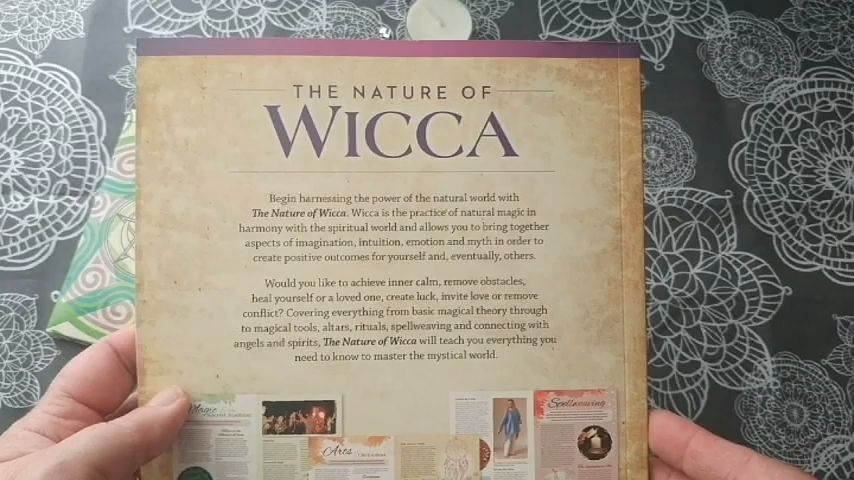 THE NATURE OF
WICCA
Begin harnessing the power of the natural world with
The Nature of Wicca. Wicca is the practice of natural magic in
harmony with the spiritual world and allows you to bring together
aspects of imagination, intuition, emotion and myth in order to
create positive outcomes for yourself and, eventually, others.
Would you like to achieve inner calm, remove obstacles,
heal yourself or a loved one, create luck, invite love or remove
conflict? Covering everything from basic magical theory through
to magical tools, altars, rituals, spellweaving and connecting with
angels and spirits, The Nature of Wicca will teach you everything you
need to know to master the mystical world.
Magic
Spellweaving
Arts